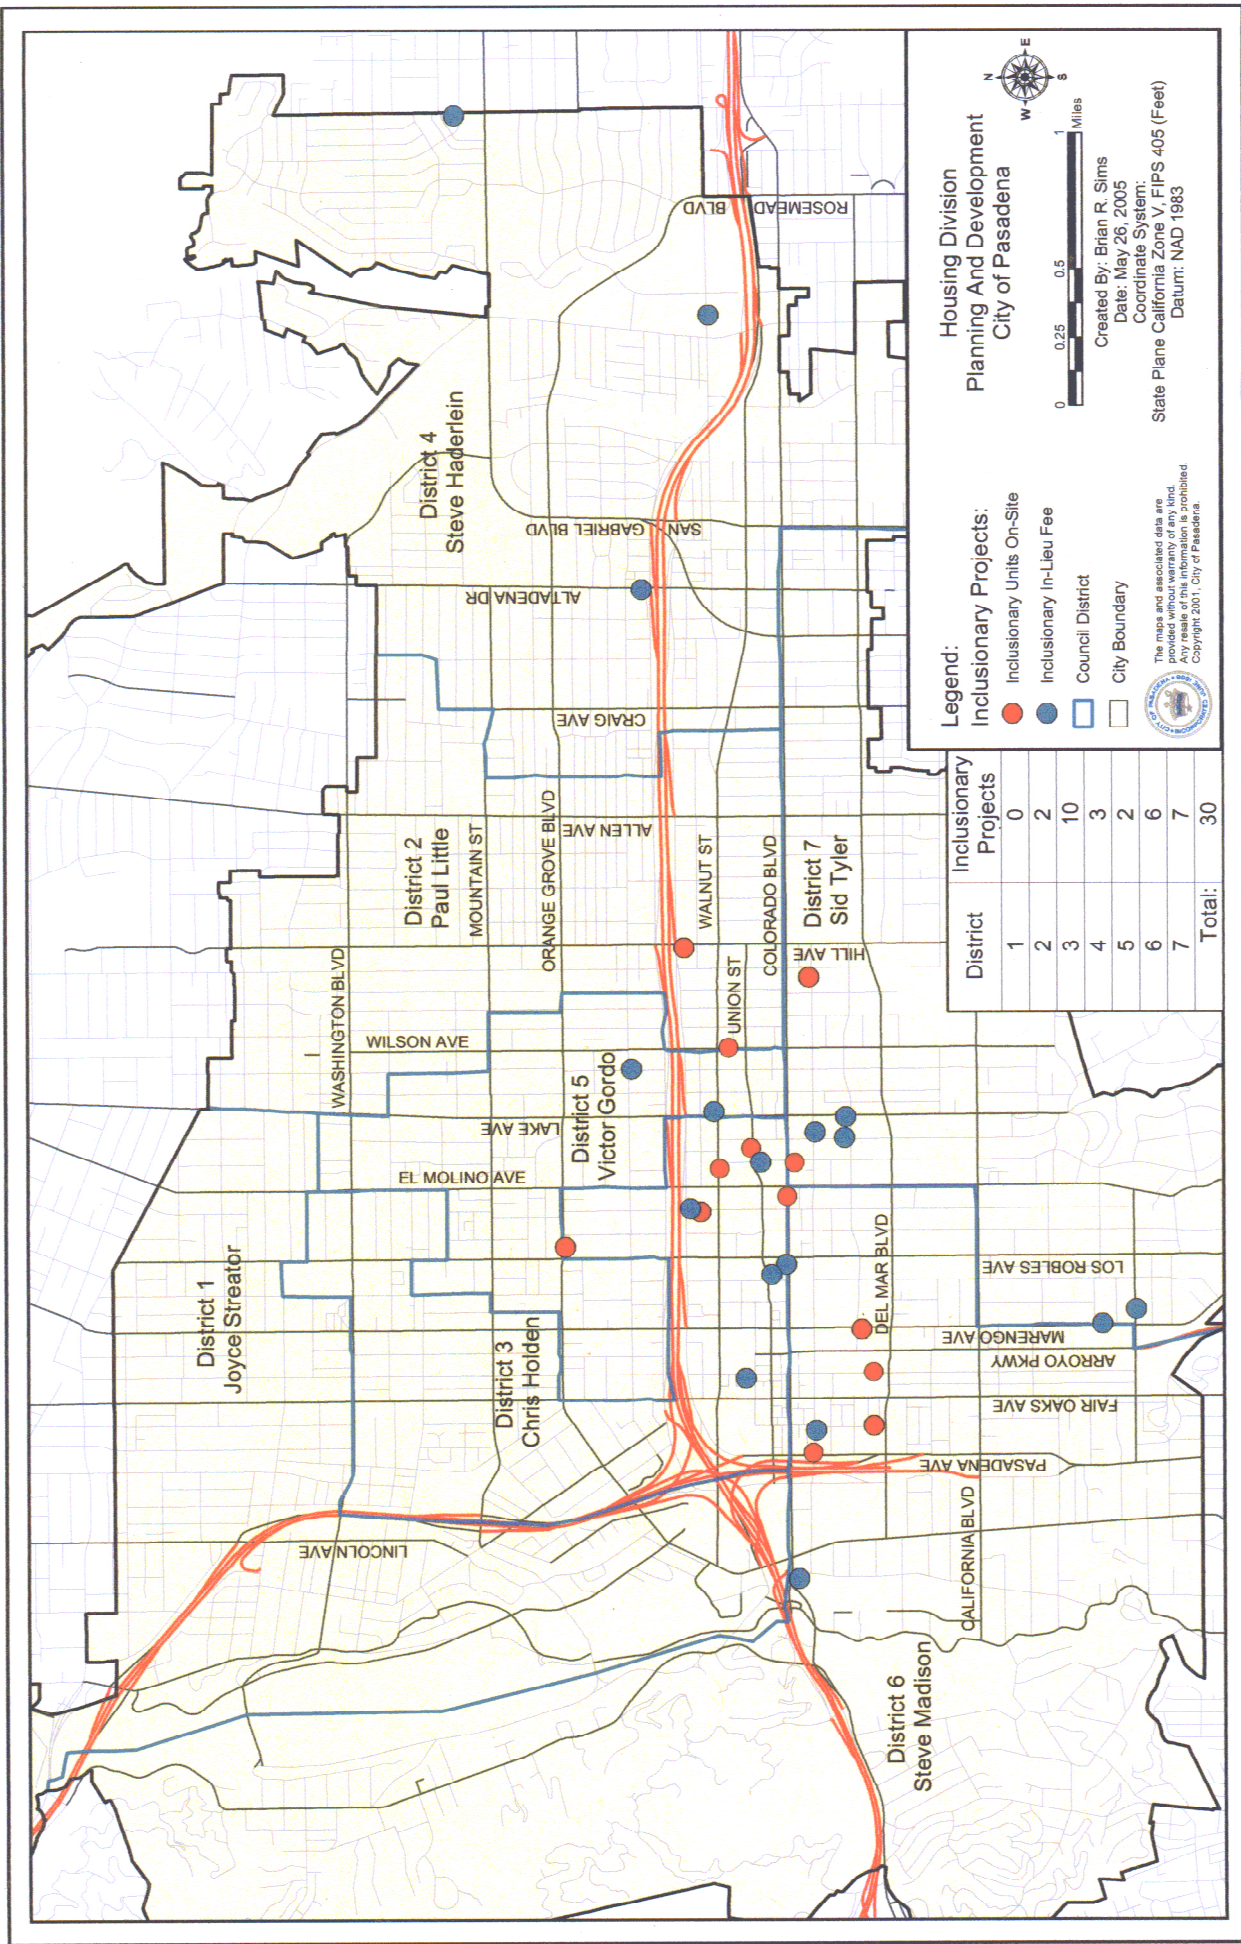 District 1
Joyce Streator
District 2
Paul Little
District 3
Chris Holden
District 4
Steve Haderlein
District 5
Victor Gordo
District 6
Steve Madison
District 7
Sid Tyler
LINCOLN AVE
WASHINGTON BLVD
WILSON AVE
LAKE AVE
EL MOLINO AVE
MOUNTAIN ST
ORANGE GROVE BLVD
ALLEN AVE
CRAIG AVE
ALTADENA DR
SAN
GABRIEL BLVD
ROSEMEAD
BLVD
WALNUT ST
UNION ST
COLORADO BLVD
HILL AVE
DEL MAR BLVD
CALIFORNIA BLVD
LOS ROBLES AVE
MARENGO AVE
ARROYO PKWY
FAIR OAKS AVE
PASADENA AVE
District Inclusionary
Projects
1 0
2 2
3 10
4 3
5 2
6 6
7 7
Total: 30
Legend:
Inclusionary Projects:
Inclusionary Units On-Site
Inclusionary In-Lieu Fee
Council District
City Boundary
The maps and associated data are
provided without warranty of any kind.
Any resale of this information is prohibited.
Copyright 2001, City of Pasadena.
Housing Division
Planning And Development
City of Pasadena
N
E
S
W
0 0.25 0.5 1
Miles
Created By: Brian R. Sims
Date: May 26, 2005
Coordinate System:
State Plane California Zone V, FIPS 405 (Feet)
Datum: NAD 1983